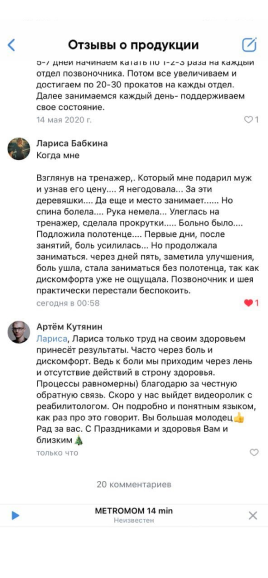 Отзывы о продукции
5-7 дней начинаем катать по 1-2-3 раза на каждый
отдел позвоночника. Потом все увеличиваем и
достигаем по 20-30 прокатов на кажды отдел.
Далее занимаемся каждый день- поддерживаем
свое состояние.
14 мая 2020 г.
1
Лариса Бабкина
Когда мне
Взглянув на тренажер,. Который мне подарил муж
и узнав его цену.... Я негодовала... За эти
деревяшки.... Да еще и место занимает...... Но
спина болела.... Рука немела... Улеглась на
тренажер, сделала прокрутки..... Больно было....
Подложила полотенце.... Первые дни, после
занятий, боль усилилась... Но продолжала
заниматься. через дней пять, заметила улучшения,
боль ушла, стала заниматься без полотенца, так как
дискомфорта уже не ощущала. Позвоночник и шея
практически перестали беспокоить.
сегодня в 00:58
1
Артём Кутянин
Лариса, Лариса только труд на своим здоровьем
принесёт результаты. Часто через боль и
дискомфорт. Ведь к боли мы приходим через лень
и отсутствие действий в строну здоровья.
Процессы равномерны) благодарю за честную
обратную связь. Скоро у нас выйдет видеоролик с
реабилитологом. Он подробно и понятным языком,
как раз про это говорит. Вы большая молодец👍
Рад за вас. С Праздниками и здоровья Вам и
близким🌲
только что
20 комментариев
METROMOM 14 min
Неизвестен